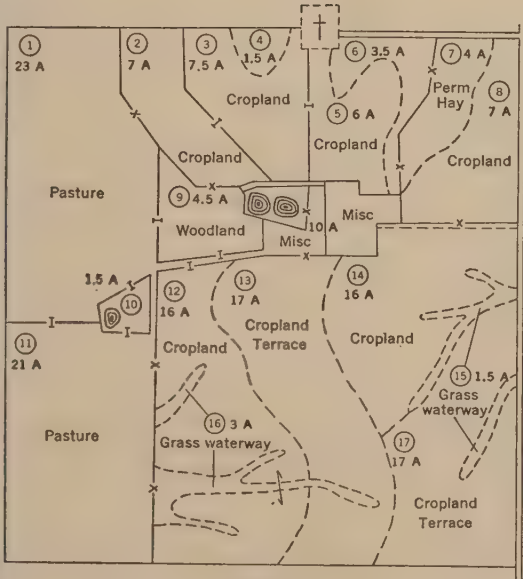 1
23 A
2
7 A
3
7.5 A
4
1.5 A
6 3.5 A
7 4 A
8
7 A
Perm
Hay
5 6 A
Cropland
Cropland
Cropland
Cropland
Pasture
9 4.5 A
Woodland
10 A
Misc
Misc
1.5 A
10
12
16 A
13
17 A
14
16 A
11
21 A
Cropland
Cropland
Terrace
Cropland
15 1.5 A
Grass
waterway
16 3 A
Grass waterway
Pasture
17
17 A
Cropland
Terrace